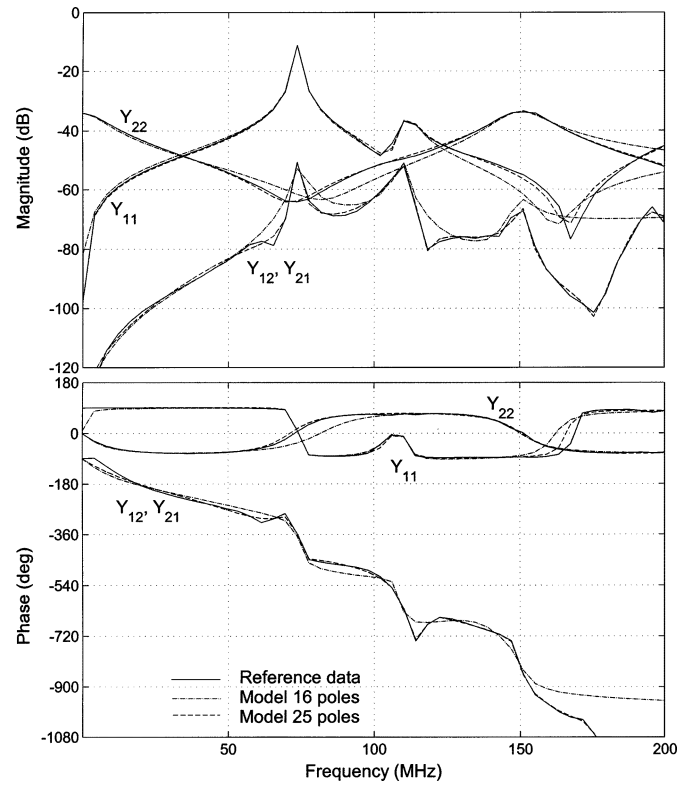 0
-20
-40
-60
-80
-100
-120
Magnitude (dB)
Y22
Y11
Y12, Y21
180
0
-180
-360
-540
-720
-900
-1080
Phase (deg)
Y22
Y11
Y12, Y21
Reference data
Model 16 poles
Model 25 poles
50
100
150
200
Frequency (MHz)